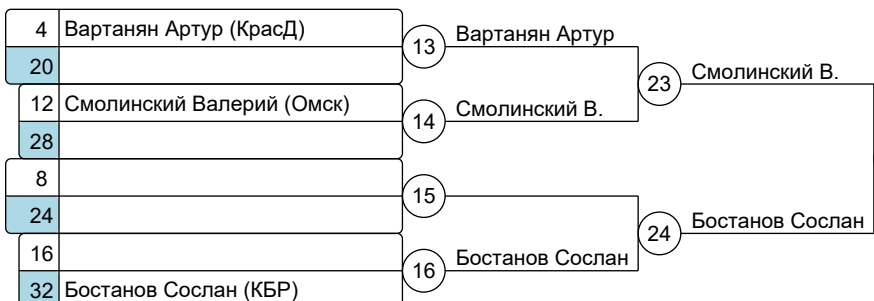 4 Вартанян Артур (КрасД)
13 Вартанян Артур
20
23 Смолинский В.
12 Смолинский Валерий (Омск)
14 Смолинский В.
28
8
15
24
24 Бостанов Сослан
16
16 Бостанов Сослан
32 Бостанов Сослан (КБР)